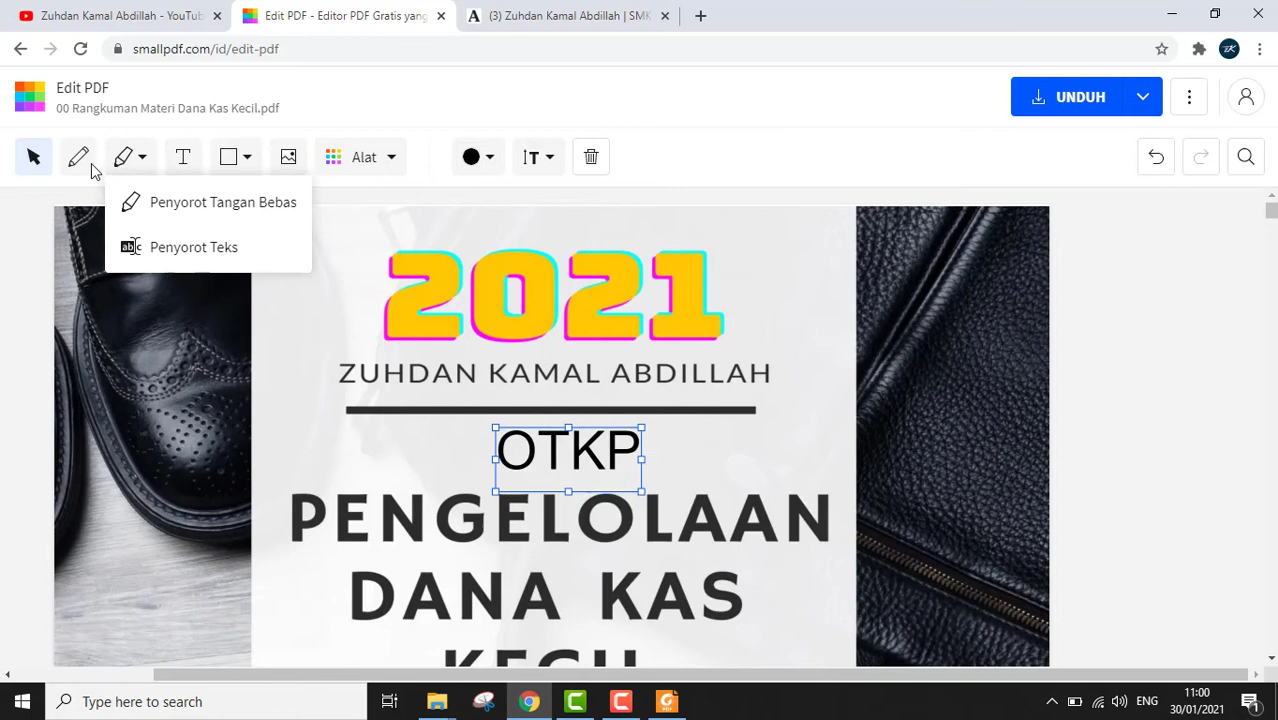 Zuhdan Kamal Abdillah - YouTub
Edit PDF - Editor PDF Gratis yang
(3) Zuhdan Kamal Abdillah | SMK
smallpdf.com/id/edit-pdf
Edit PDF
00 Rangkuman Materi Dana Kas Kecil.pdf
UNDUH
Alat
Penyorot Tangan Bebas
Penyorot Teks
2021
ZUHDAN KAMAL ABDILLAH
OTKP
PENGELOLAAN
DANA KAS
KECIL
Type here to search
ENG
11:00
30/01/2021